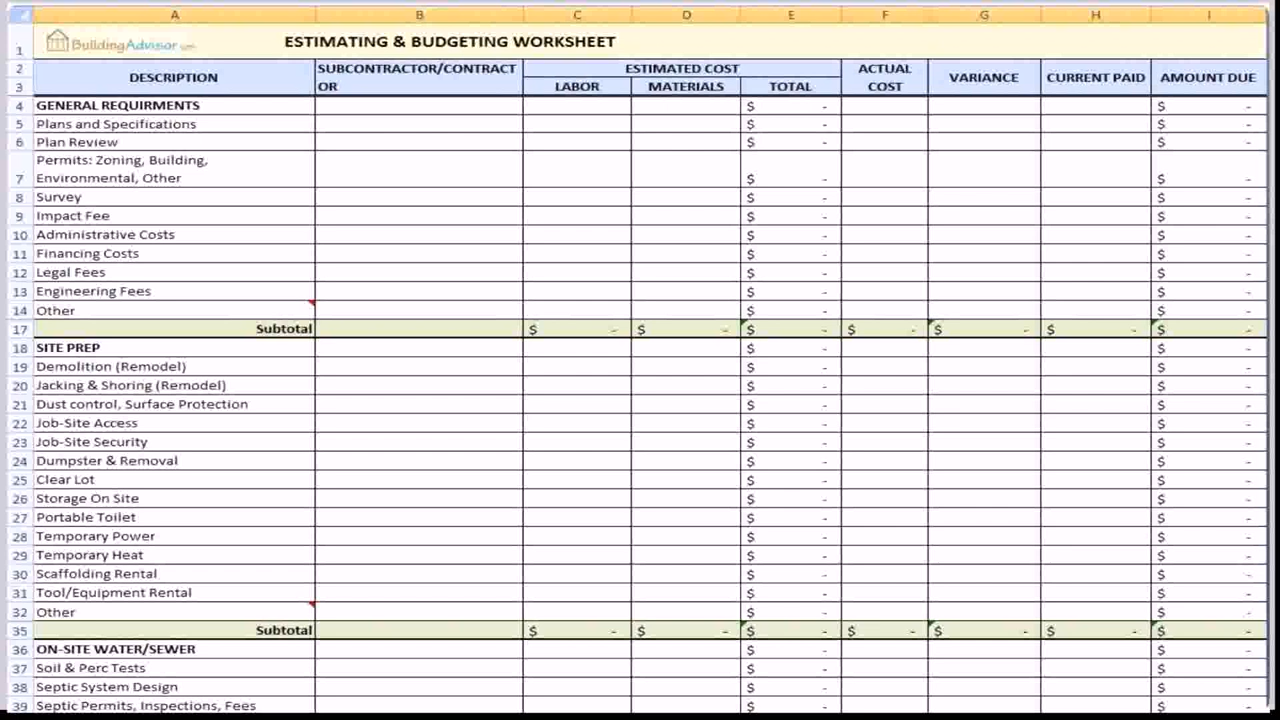 A B C D E F G H I
1 BuildingAdvisor ESTIMATING & BUDGETING WORKSHEET
2 SUBCONTRACTOR/CONTRACT ESTIMATED COST ACTUAL
DESCRIPTION VARIANCE CURRENT PAID AMOUNT DUE
3 OR LABOR MATERIALS TOTAL COST
4 GENERAL REQUIRMENTS $ - $ -
5 Plans and Specifications $ - $ -
6 Plan Review $ - $ -
Permits: Zoning, Building,
7 Environmental, Other $ - $ -
8 Survey $ - $ -
9 Impact Fee $ - $ -
10 Administrative Costs $ - $ -
11 Financing Costs $ - $ -
12 Legal Fees $ - $ -
13 Engineering Fees $ - $ -
14 Other $ - $ -
17 Subtotal $ - $ - $ - $ - $ - $ - $ -
18 SITE PREP $ - $ -
19 Demolition (Remodel) $ - $ -
20 Jacking & Shoring (Remodel) $ - $ -
21 Dust control, Surface Protection $ - $ -
22 Job-Site Access $ - $ -
23 Job-Site Security $ - $ -
24 Dumpster & Removal $ - $ -
25 Clear Lot $ - $ -
26 Storage On Site $ - $ -
27 Portable Toilet $ - $ -
28 Temporary Power $ - $ -
29 Temporary Heat $ - $ -
30 Scaffolding Rental $ - $ -
31 Tool/Equipment Rental $ - $ -
32 Other $ - $ -
35 Subtotal $ - $ - $ - $ - $ - $ - $ -
36 ON-SITE WATER/SEWER $ - $ -
37 Soil & Perc Tests $ - $ -
38 Septic System Design $ - $ -
39 Septic Permits, Inspections, Fees $ - $ -